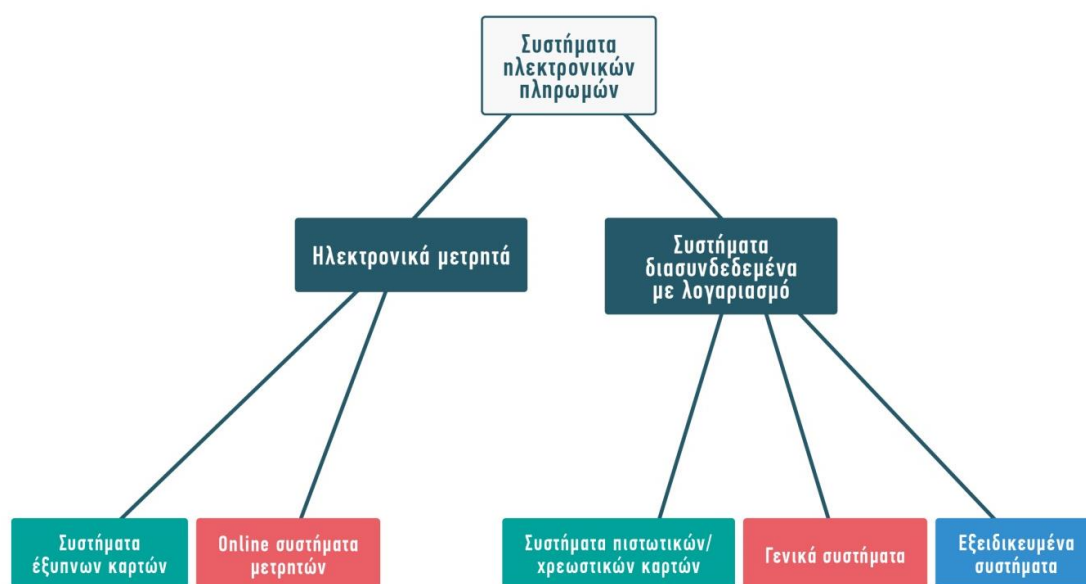 Συστήματα
ηλεκτρονικών
πληρωμών
Ηλεκτρονικά μετρητά
Συστήματα
διασυνδεδεμένα
με λογαριασμό
Συστήματα
έξυπνων καρτών
Online συστήματα
μετρητών
Συστήματα πιστωτικών/
χρεωστικών καρτών
Γενικά συστήματα
Εξειδικευμένα
συστήματα